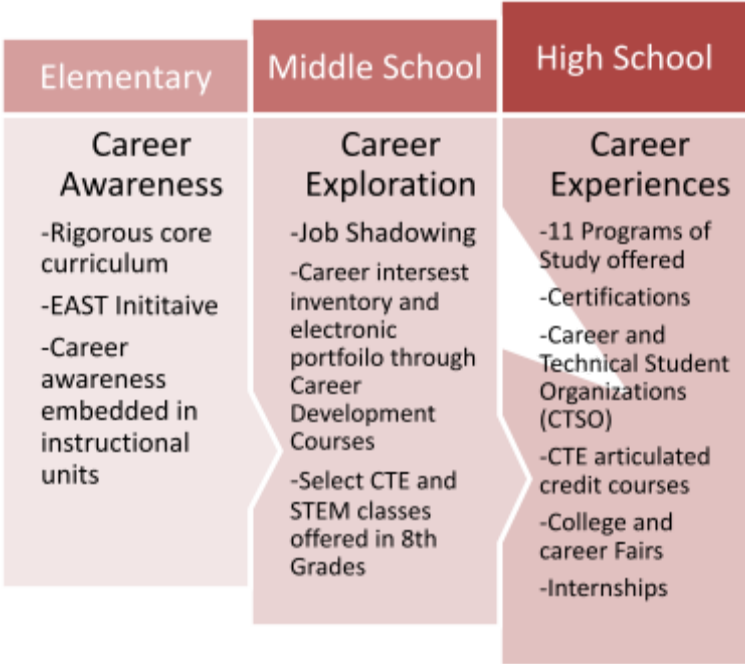 Elementary
Career
Awareness
-Rigorous core
curriculum
-EAST Inititaive
-Career
awareness
embedded in
instructional
units
Middle School
Career
Exploration
-Job Shadowing
-Career intersest
inventory and
electronic
portfoilo through
Career
Development
Courses
-Select CTE and
STEM classes
offered in 8th
Grades
High School
Career
Experiences
-11 Programs of
Study offered
-Certifications
-Career and
Technical Student
Organizations
(CTSO)
-CTE articulated
credit courses
-College and
career Fairs
-Internships